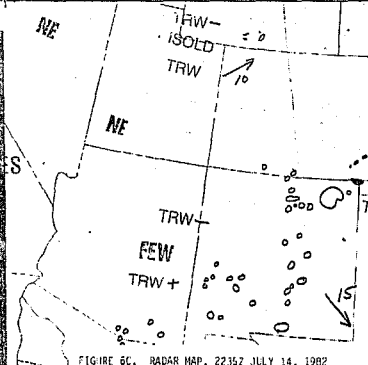 NE
TRW-
ISOLD
TRW
10
NE
S
TRW-
FEW
TRW+
15
FIGURE 6C. RADAR MAP, 2235Z JULY 14, 1982